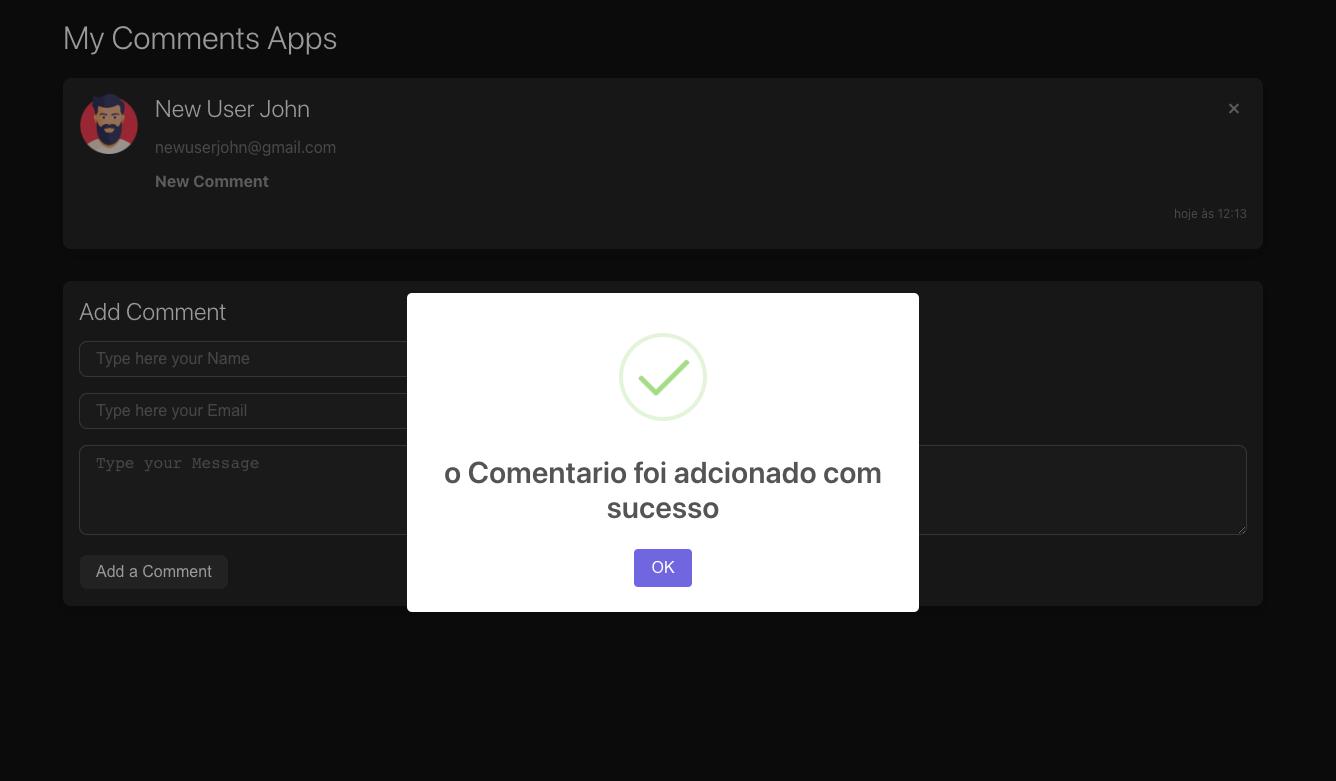 My Comments Apps
New User John
×
newuserjohn@gmail.com
New Comment
hoje às 12:13
Add Comment
Type here your Name
Type here your Email
Type your Message
Add a Comment
o Comentario foi adcionado com
sucesso
OK